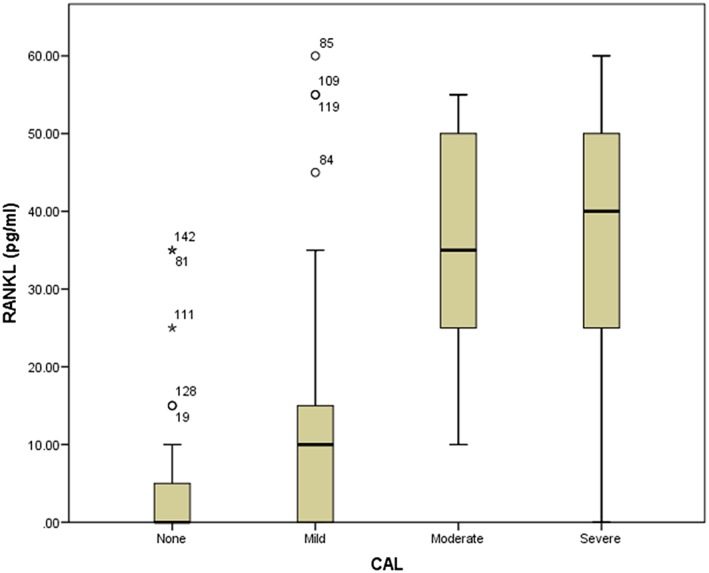 60.00
50.00
40.00
30.00
20.00
10.00
.00
RANKL (pg/ml)
142
81
111
128
19
85
109
119
84
None
Mild
Moderate
Severe
CAL